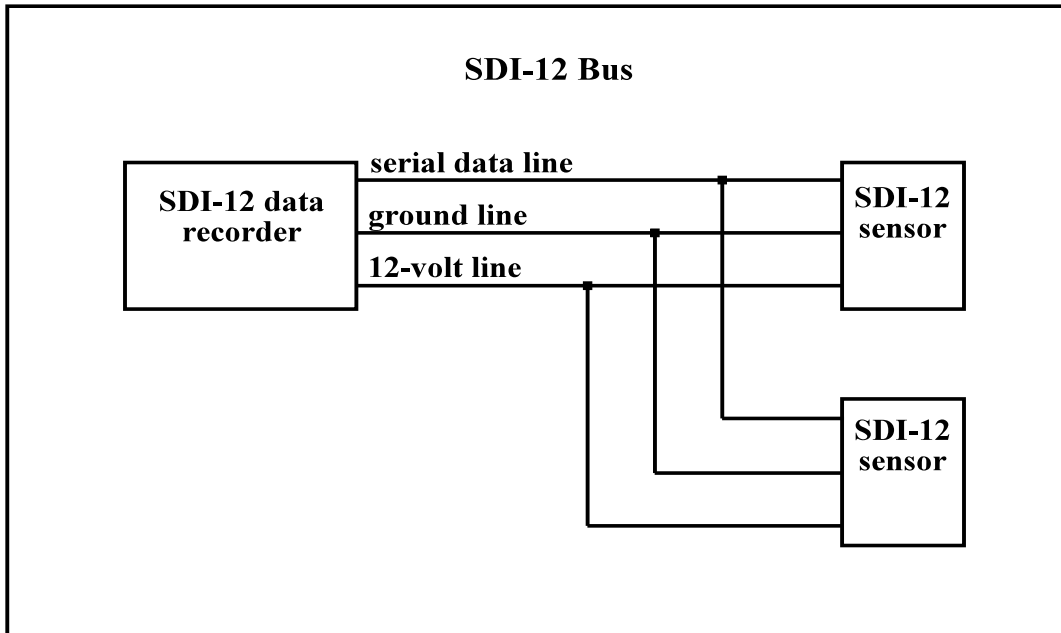 SDI-12 Bus
serial data line
SDI-12 data
recorder
ground line
12-volt line
SDI-12
sensor
SDI-12
sensor